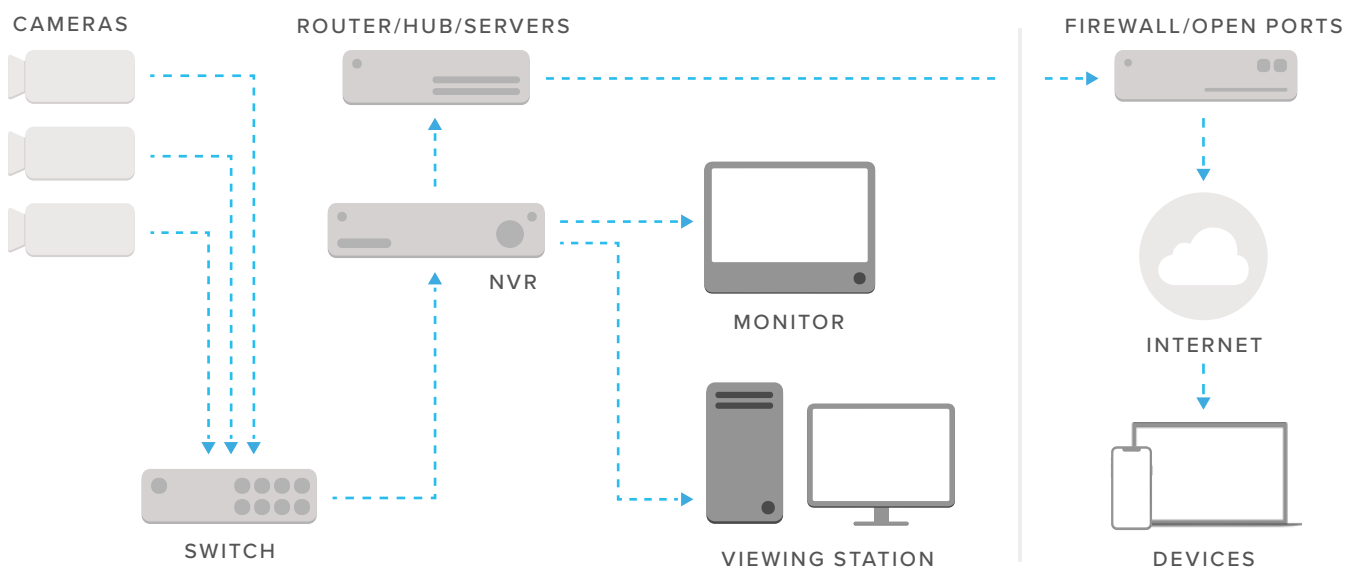 CAMERAS
ROUTER/HUB/SERVERS
FIREWALL/OPEN PORTS
NVR
MONITOR
INTERNET
SWITCH
VIEWING STATION
DEVICES